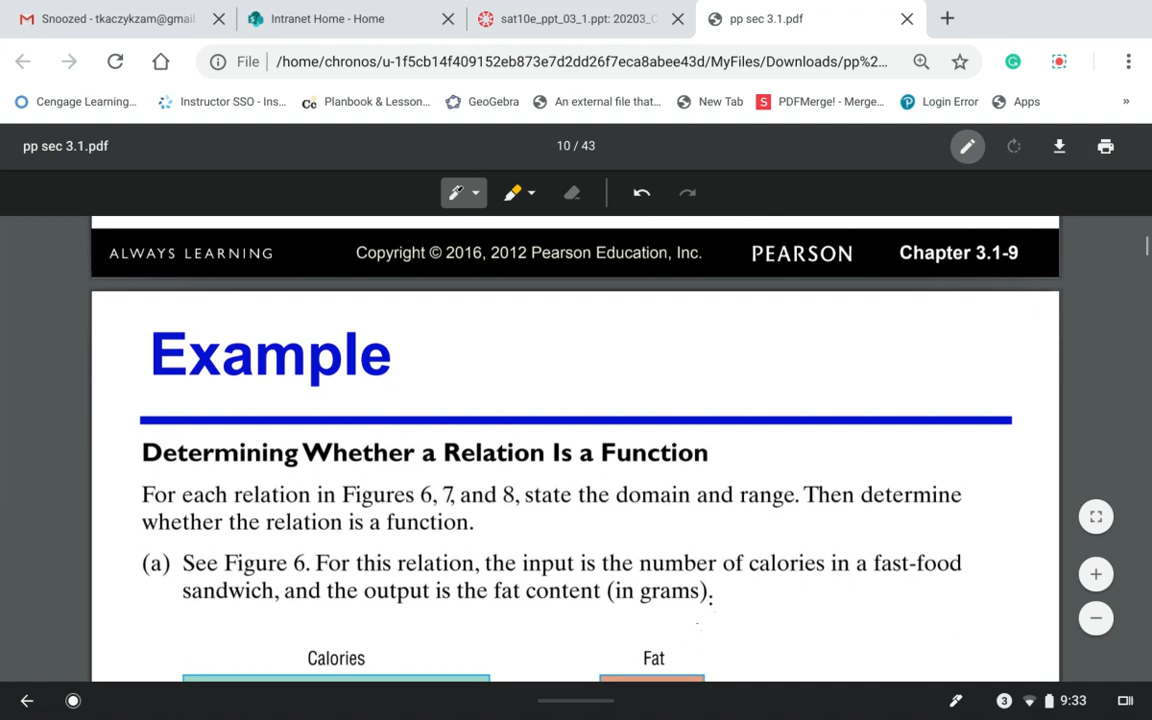 Snoozed - tkaczykzam@gmail
Intranet Home - Home
sat10e_ppt_03_1.ppt: 20203_C
pp sec 3.1.pdf
File
/home/chronos/u-1f5cb14f409152eb873e7d2dd26f7eca8abee43d/MyFiles/Downloads/pp%2...
Cengage Learning...
Instructor SSO - Ins...
Cc Planbook & Lesson...
GeoGebra
An external file that...
New Tab
S PDFMerge! - Merge...
Login Error
Apps
»
pp sec 3.1.pdf
10 / 43
ALWAYS LEARNING
Copyright © 2016, 2012 Pearson Education, Inc.
PEARSON
Chapter 3.1-9
Example
Determining Whether a Relation Is a Function
For each relation in Figures 6, 7, and 8, state the domain and range. Then determine
whether the relation is a function.
(a) See Figure 6. For this relation, the input is the number of calories in a fast-food
sandwich, and the output is the fat content (in grams).
Calories
Fat
3
9:33